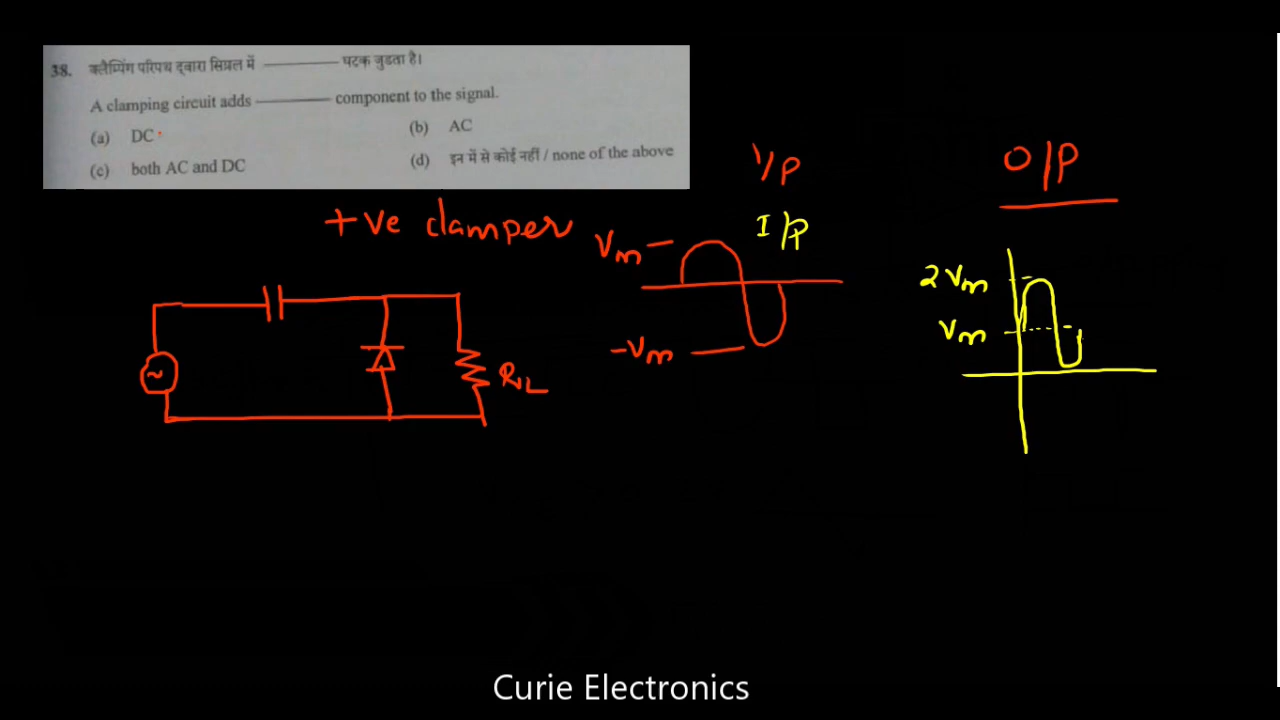 38. क्लैम्पिंग परिपथ द्वारा सिग्नल में ———— घटक जुडता है।
A clamping circuit adds ———— component to the signal.
(a) DC
(b) AC
(c) both AC and DC
(d) इन में से कोई नहीं / none of the above
I/P
O/P
+ve clamper
Vm
I/P
2Vm
Vm
-Vm
~
RL
Curie Electronics